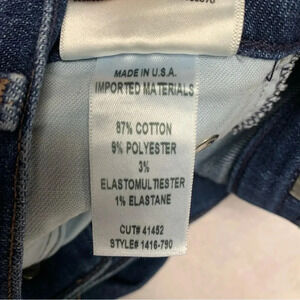 MADE IN U.S.A.
IMPORTED MATERIALS
87% COTTON
9% POLYESTER
3%
ELASTOMULTIESTER
1% ELASTANE
CUT# 41452
STYLE# 1416-790